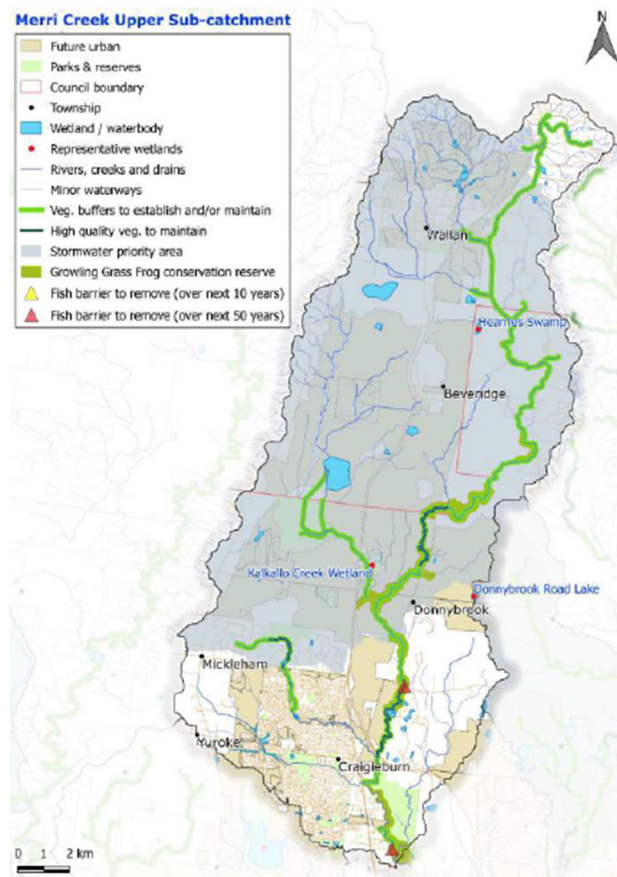 Merri Creek Upper Sub-catchment
N
Future urban
Parks & reserves
Council boundary
Township
Wetland / waterbody
Representative wetlands
Rivers, creeks and drains
Minor waterways
Veg. buffers to establish and/or maintain
High quality veg. to maintain
Stormwater priority area
Growling Grass Frog conservation reserve
Fish barrier to remove (over next 10 years)
Fish barrier to remove (over next 50 years)
Wallan
Hearnes Swamp
Beveridge
Kalkallo Creek Wetland
Donnybrook Road Lake
Donnybrook
Mickleham
Yuroke
Craigieburn
0 1 2 km